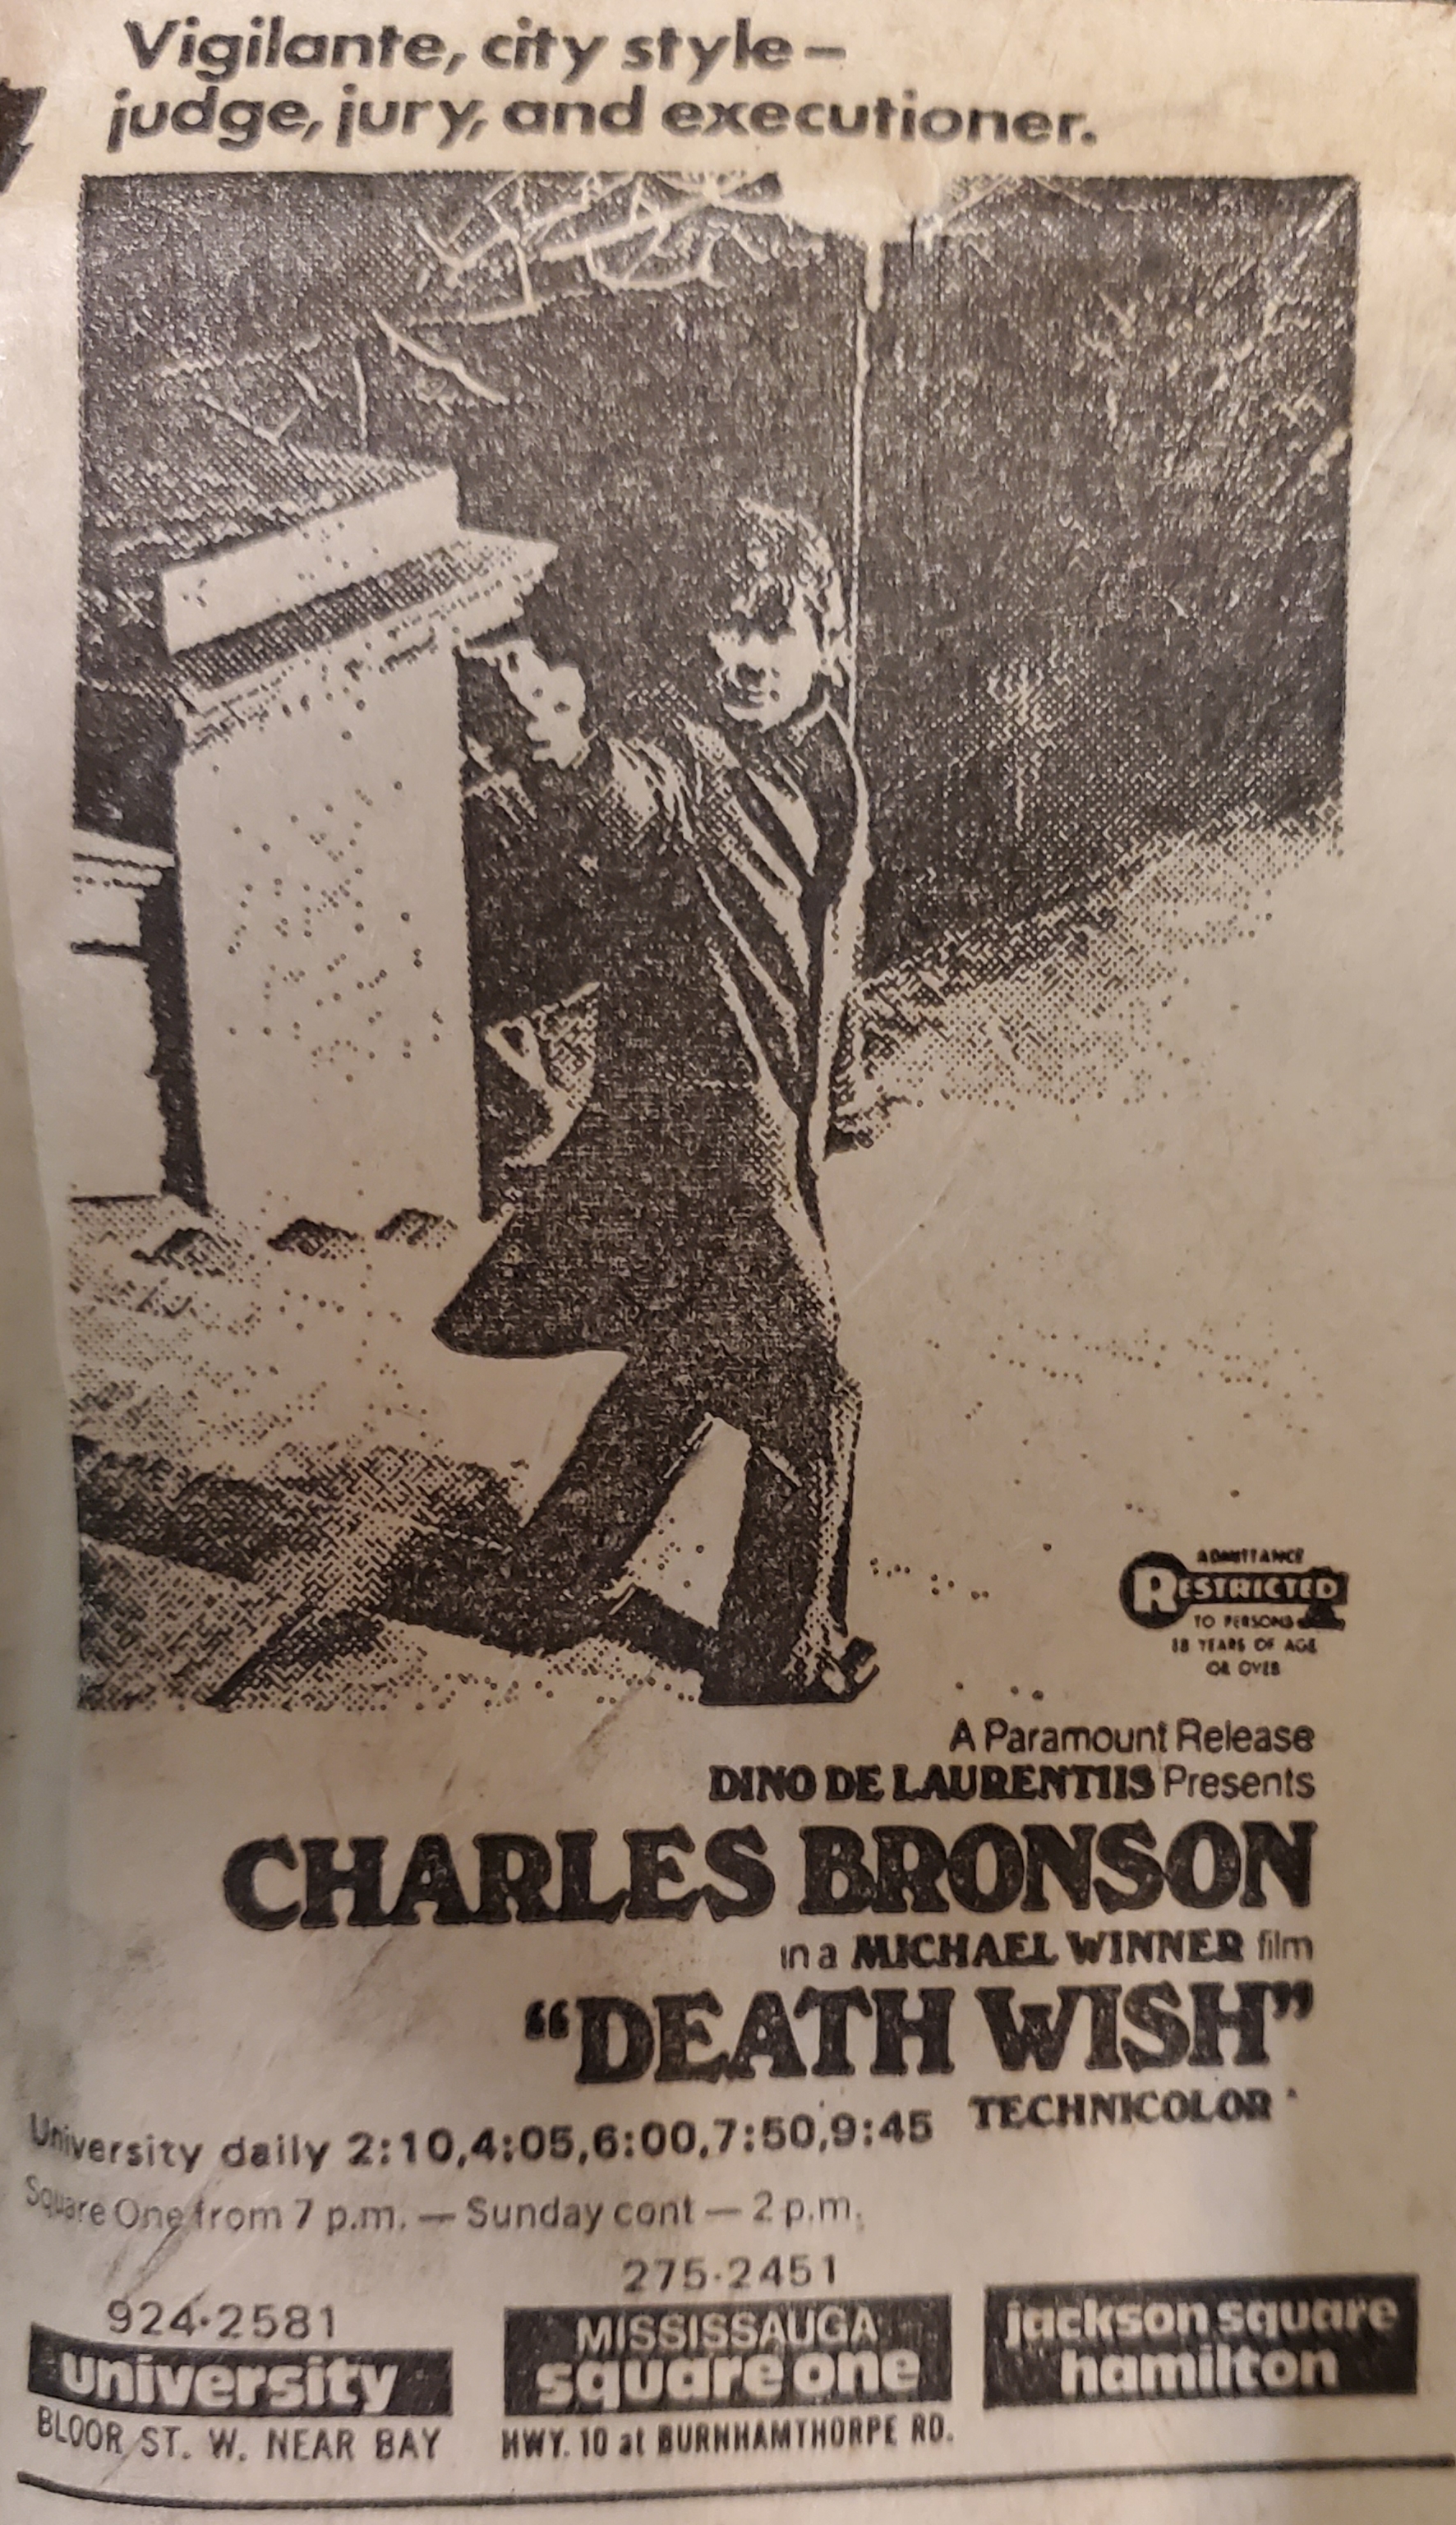 Vigilante, city style–
judge, jury, and executioner.
ADMITTANCE
RESTRICTED
TO PERSONS
18 YEARS OF AGE
OR OVER
A Paramount Release
DINO DE LAURENTIIS Presents
CHARLES BRONSON
in a MICHAEL WINNER film
“DEATH WISH”
TECHNICOLOR
University daily 2:10,4:05,6:00,7:50,9:45
Square One from 7 p.m. — Sunday cont — 2 p.m.
924·2581
university
BLOOR ST. W. NEAR BAY
275·2451
MISSISSAUGA
square one
HWY. 10 at BURNHAMTHORPE RD.
jackson square
hamilton